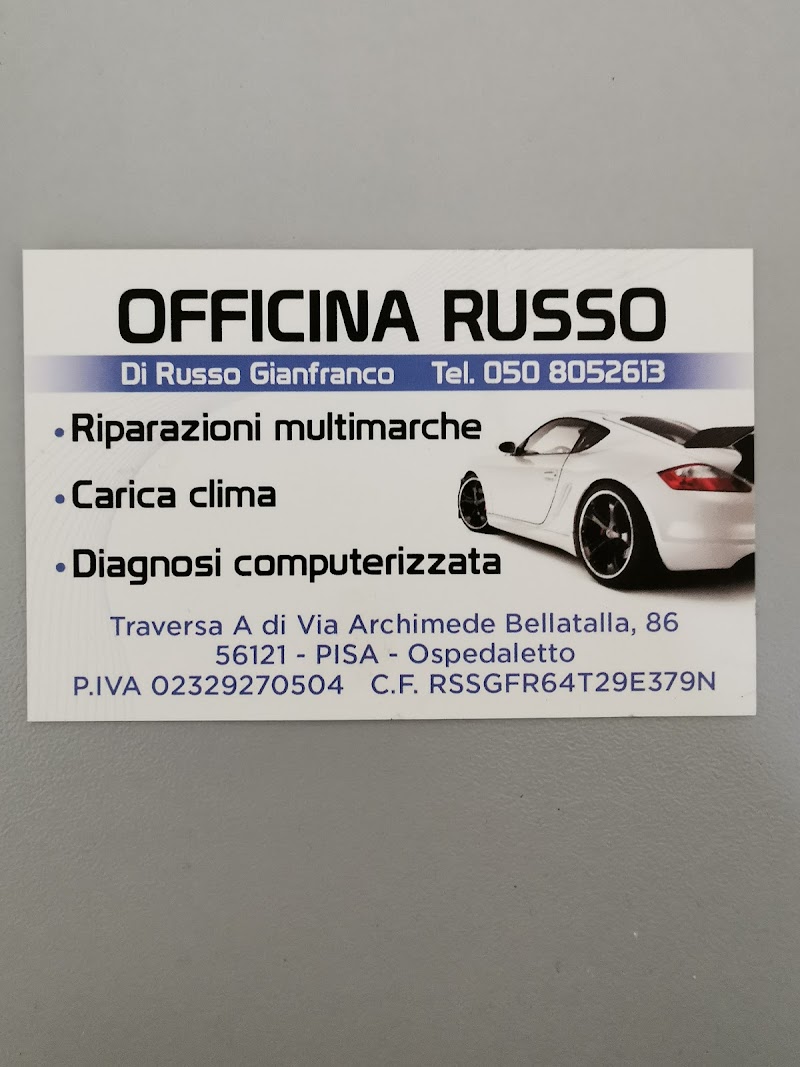 OFFICINA RUSSO
Di Russo Gianfranco Tel. 050 8052613
• Riparazioni multimarche
• Carica clima
• Diagnosi computerizzata
Traversa A di Via Archimede Bellatalla, 86
56121 - PISA - Ospedaletto
P.IVA 02329270504 C.F. RSSGFR64T29E379N